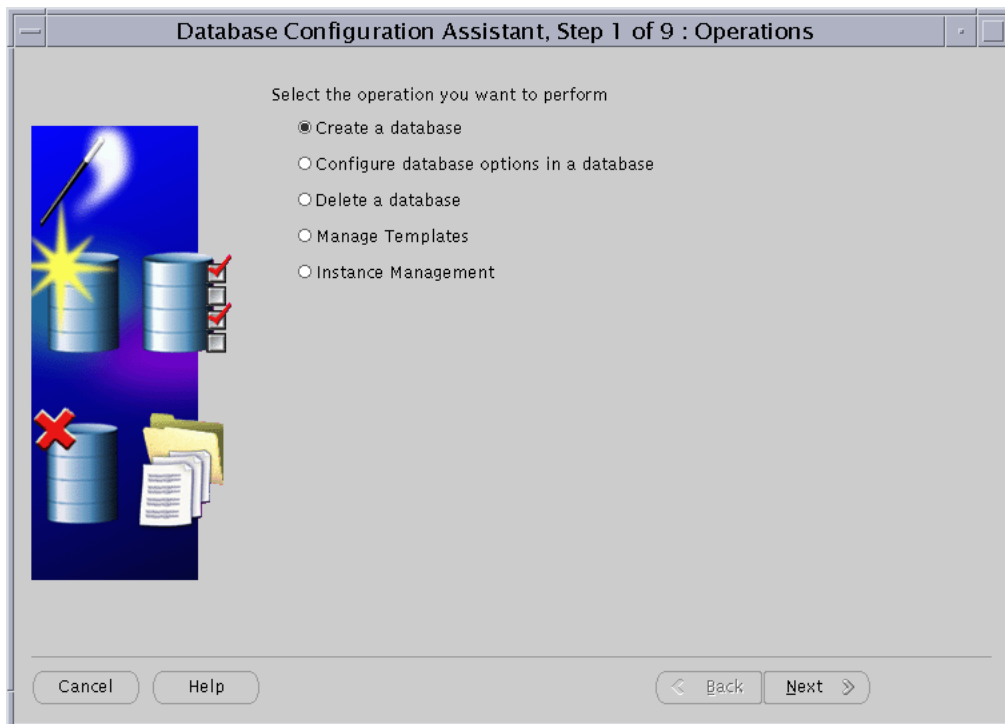 Database Configuration Assistant, Step 1 of 9 : Operations
Select the operation you want to perform
Create a database
Configure database options in a database
Delete a database
Manage Templates
Instance Management
Cancel
Help
Back
Next